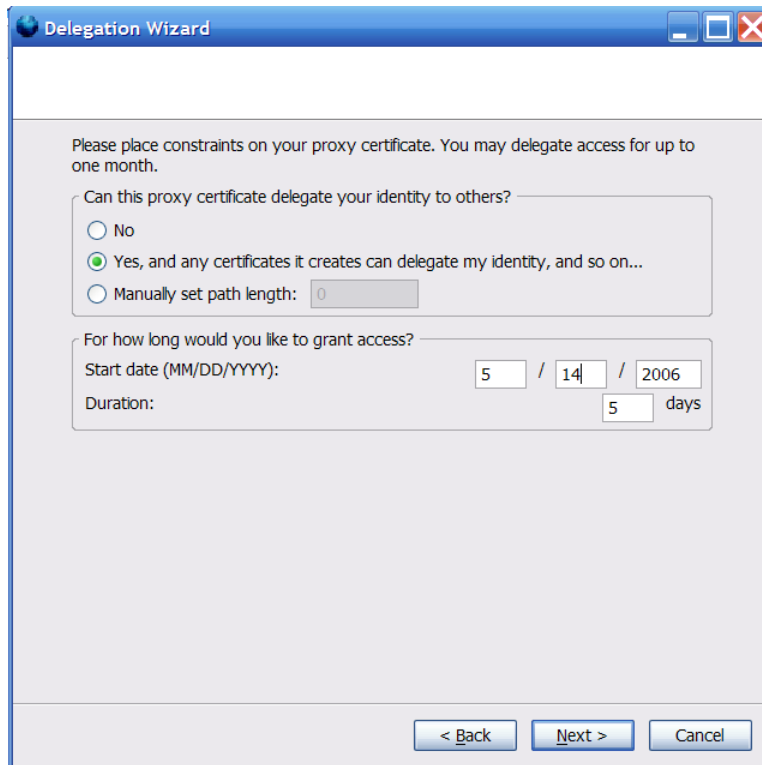 Delegation Wizard
Please place constraints on your proxy certificate. You may delegate access for up to
one month.
Can this proxy certificate delegate your identity to others?
No
Yes, and any certificates it creates can delegate my identity, and so on...
Manually set path length: 0
For how long would you like to grant access?
Start date (MM/DD/YYYY): 5 / 14 / 2006
Duration: 5 days
< Back Next > Cancel